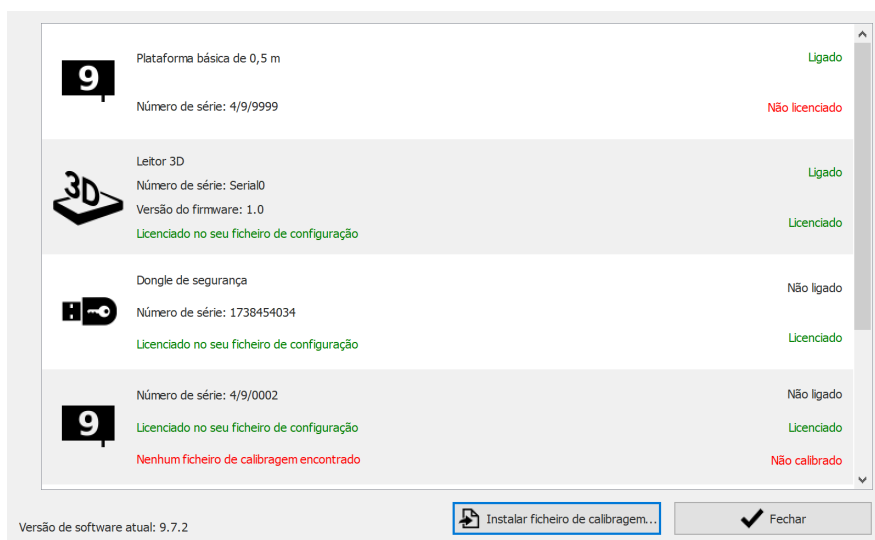 Plataforma básica de 0,5 m
Ligado
9
Número de série: 4/9/9999
Não licenciado
Leitor 3D
Número de série: Serial0
Ligado
3D
Versão do firmware: 1.0
Licenciado no seu ficheiro de configuração
Licenciado
Dongle de segurança
Não ligado
Número de série: 1738454034
Licenciado no seu ficheiro de configuração
Licenciado
Número de série: 4/9/0002
Não ligado
9
Licenciado no seu ficheiro de configuração
Licenciado
Nenhum ficheiro de calibragem encontrado
Não calibrado
Versão de software atual: 9.7.2
Instalar ficheiro de calibragem...
Fechar